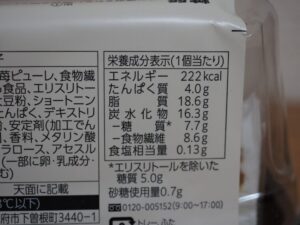 子
苺ピューレ、食物繊
食品、エリスリトー
大豆粉、ショートニン
たんぱく、デキストリ
、安定剤(加工でん
、香料、メタリン酸
ラロース、アセスル
(一部に卵・乳成分・
む)
天面に記載
℃以下)
府市下曽根町3440-1
栄養成分表示(1個当たり)
エネルギー 222kcal
たんぱく質 4.0g
脂質 18.6g
炭水化物 16.3g
-糖質* 7.7g
-食物繊維 8.6g
食塩相当量 0.13g
*エリスリトールを除いた
糖質 5.0g
砂糖使用量0.7g
0120-005152(9:00~17:00)